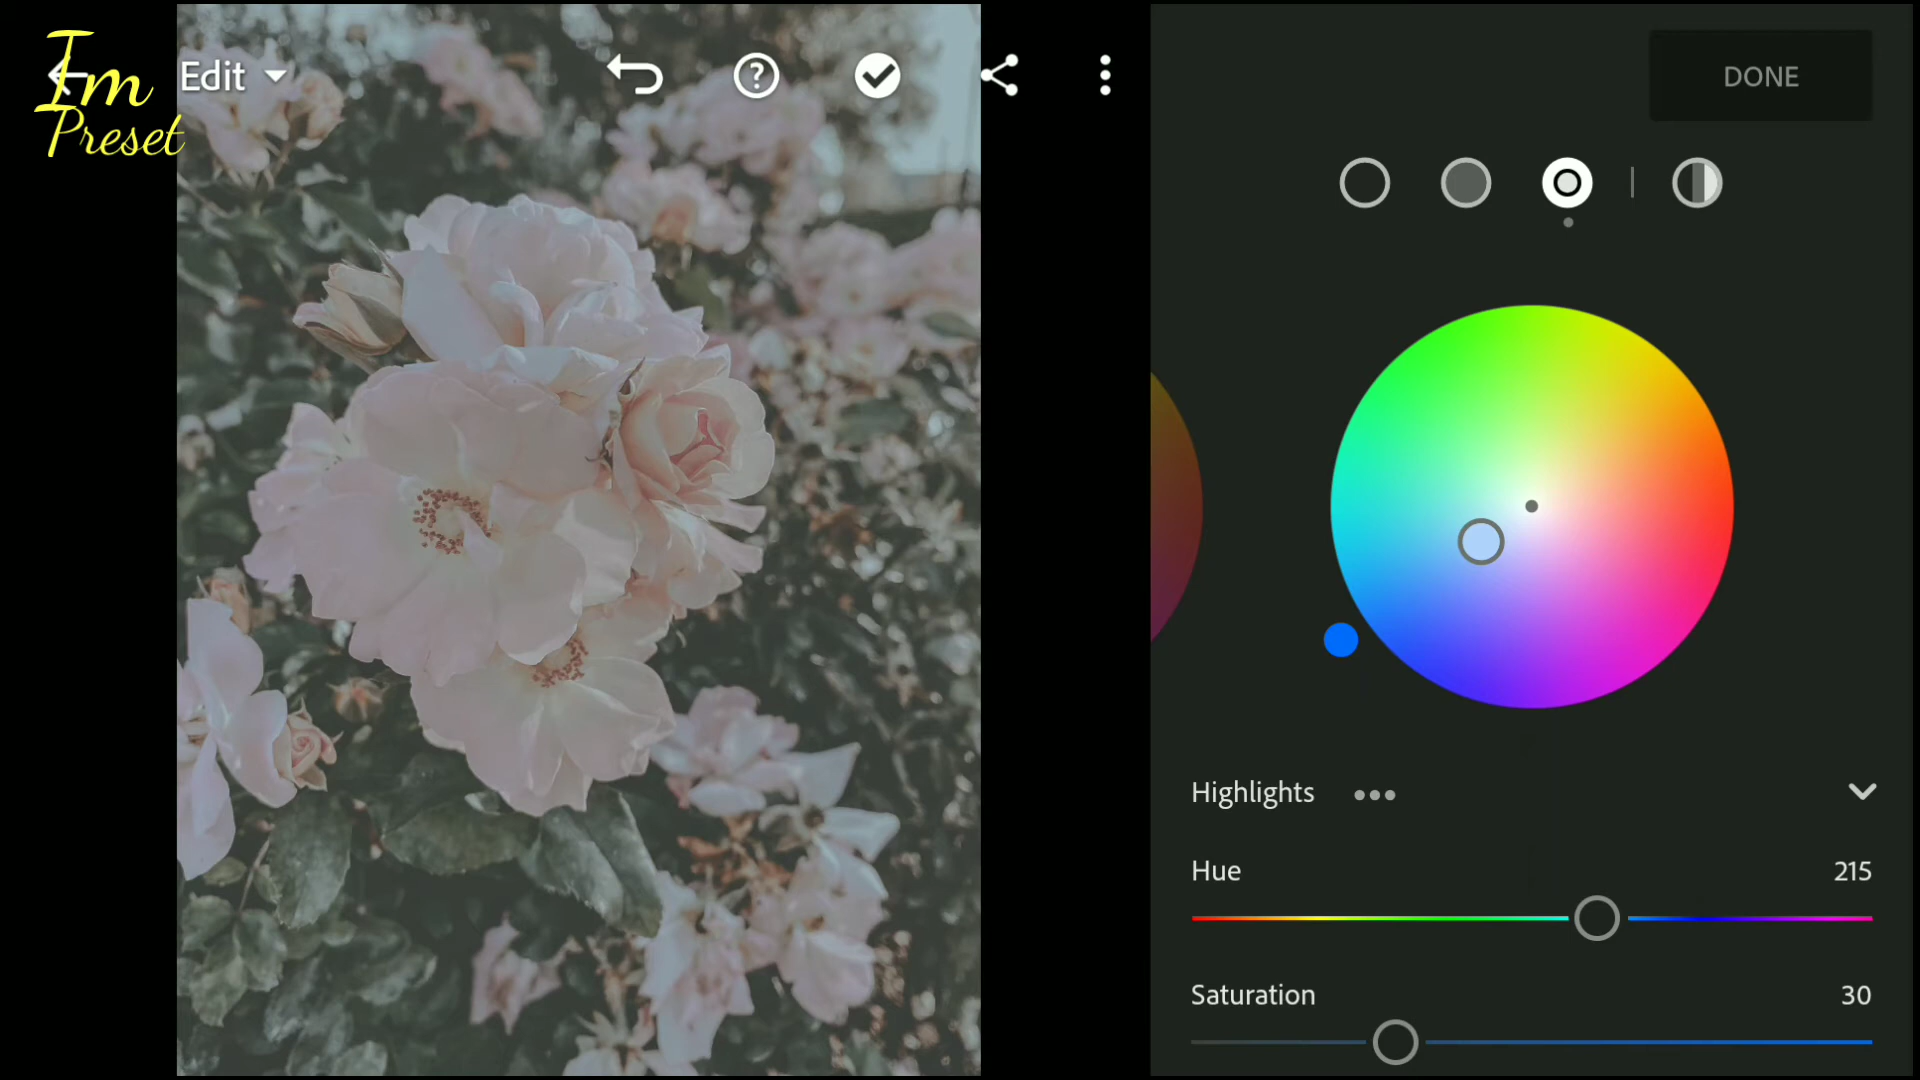 Im
Preset
Edit
DONE
Highlights
Hue 215
Saturation 30